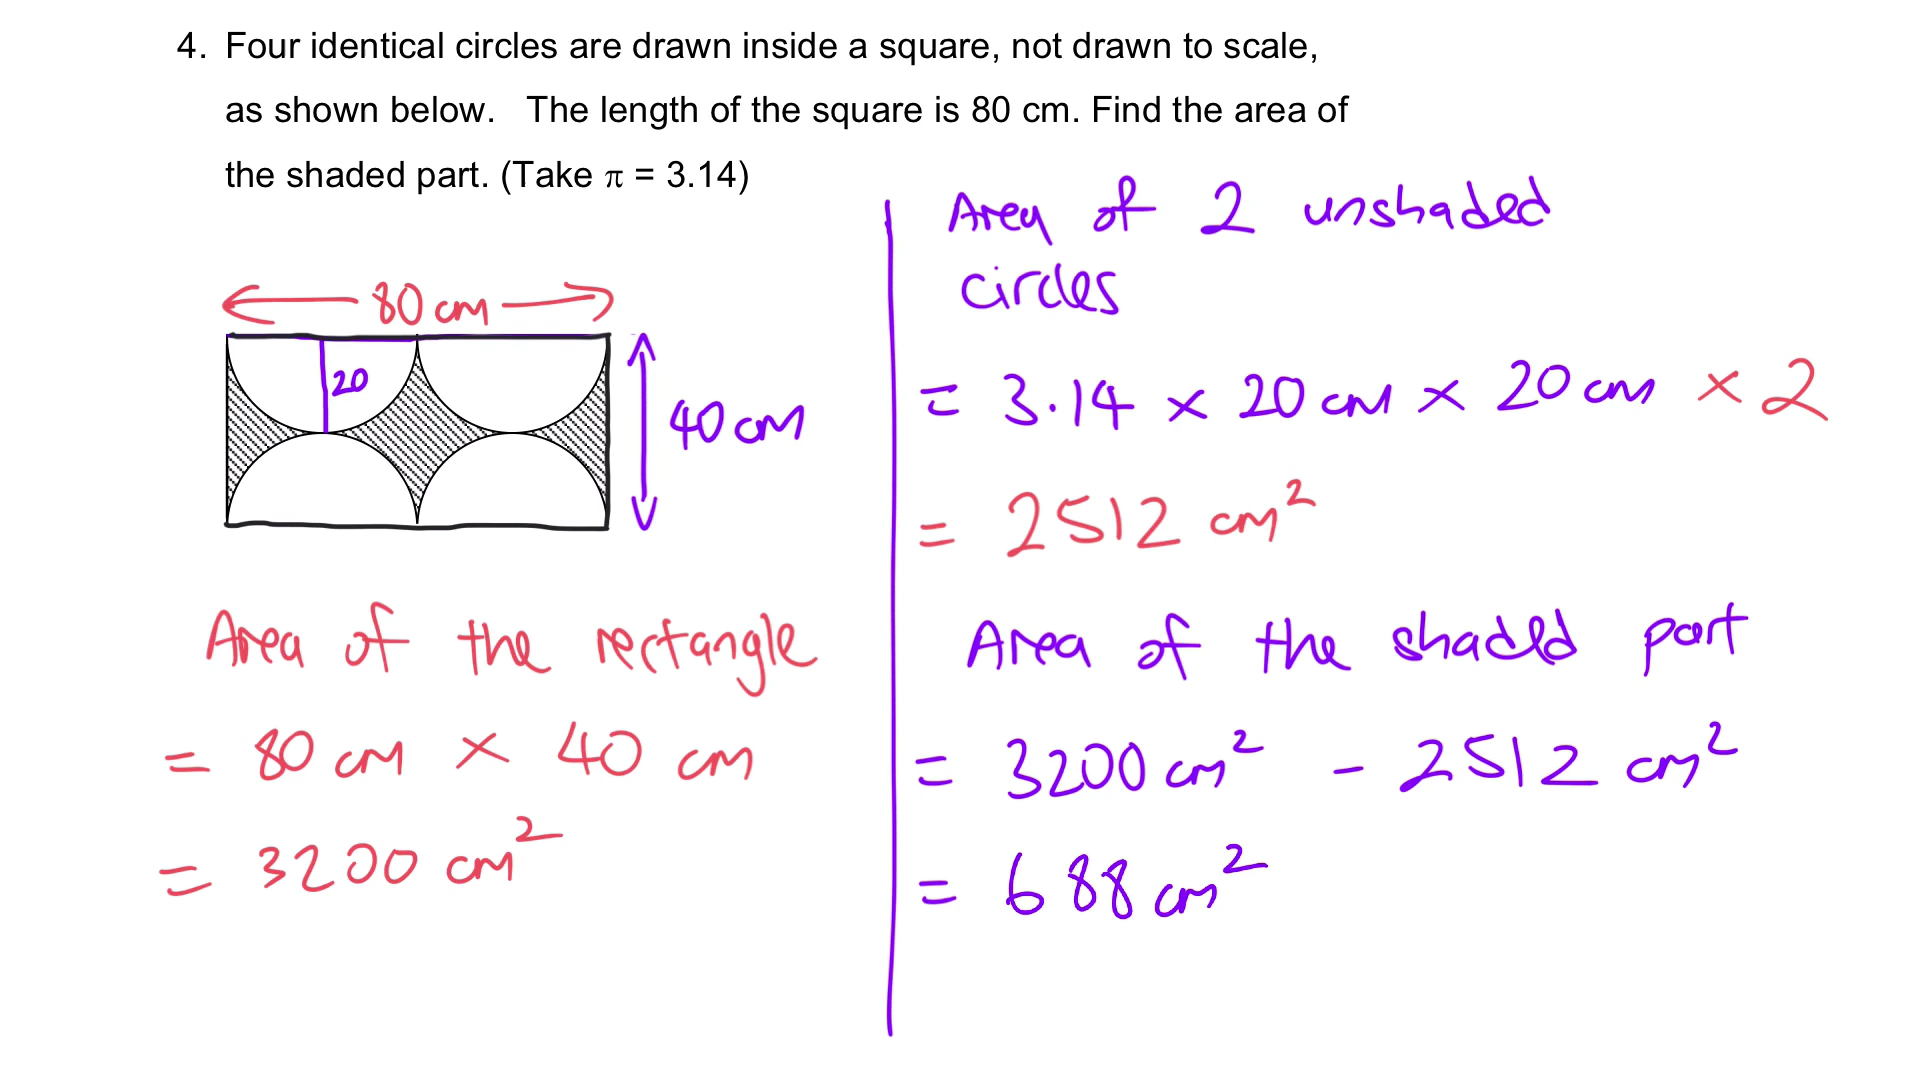 4. Four identical circles are drawn inside a square, not drawn to scale,
as shown below. The length of the square is 80 cm. Find the area of
the shaded part. (Take π = 3.14)
80 cm
20
40 cm
Area of the rectangle
= 80 cm × 40 cm
= 3200 cm²
Area of 2 unshaded
circles
= 3.14 × 20 cm × 20 cm × 2
= 2512 cm²
Area of the shaded part
= 3200 cm² - 2512 cm²
= 688 cm²